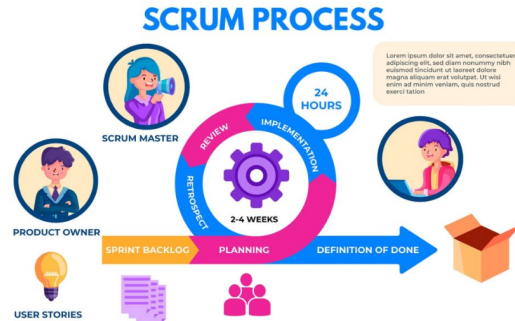 SCRUM PROCESS
Lorem ipsum dolor sit amet, consectetuer
adipiscing elit, sed diam nonummy nibh
euismod tincidunt ut laoreet dolore
magna aliquam erat volutpat. Ut wisi
enim ad minim veniam, quis nostrud
exerci tation
24
HOURS
SCRUM MASTER
REVIEW
IMPLEMENTATION
RETROSPECT
2-4 WEEKS
PRODUCT OWNER
SPRINT BACKLOG
PLANNING
DEFINITION OF DONE
USER STORIES